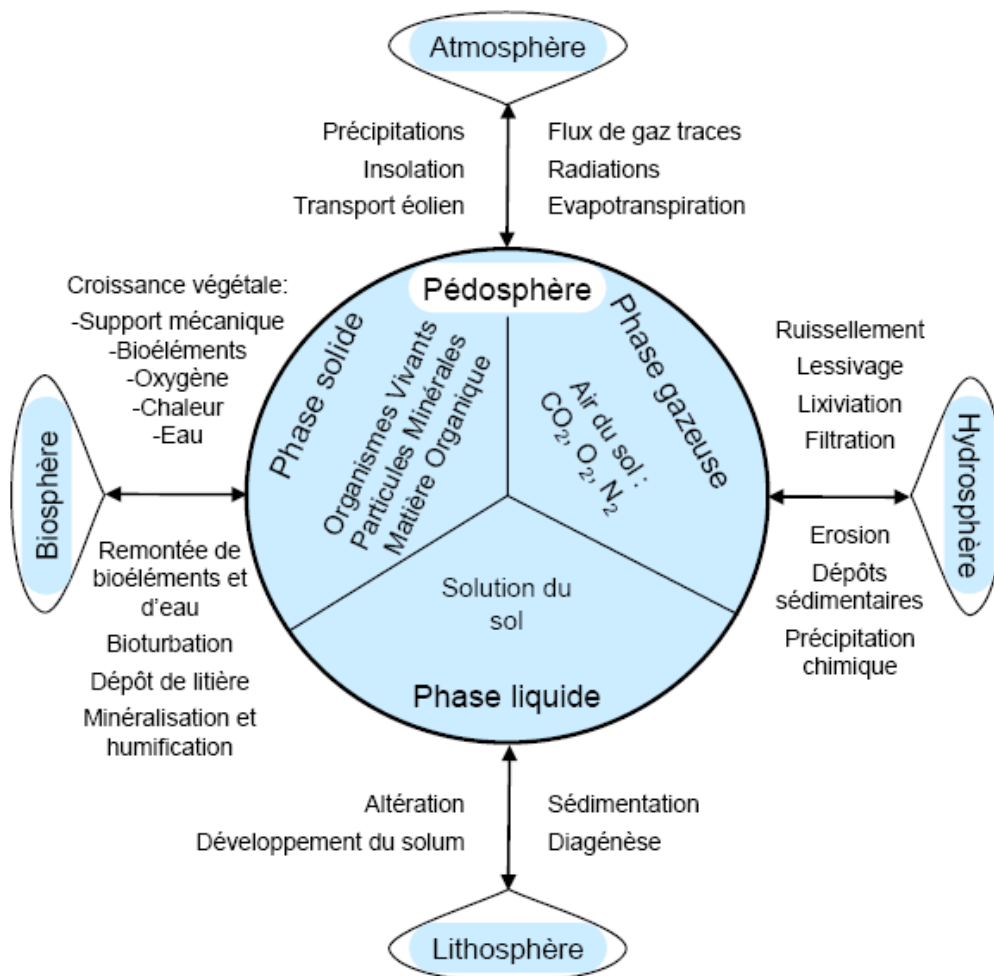 Atmosphère
Précipitations
Insolation
Transport éolien
Flux de gaz traces
Radiations
Evapotranspiration
Pédosphère
Phase solide
Organismes Vivants
Particules Minérales
Matière Organique
Phase gazeuse
Air du sol :
CO₂, O₂, N₂
Solution du
sol
Phase liquide
Croissance végétale:
-Support mécanique
-Bioéléments
-Oxygène
-Chaleur
-Eau
Biosphère
Remontée de
bioéléments et
d'eau
Bioturbation
Dépôt de litière
Minéralisation et
humification
Ruissellement
Lessivage
Lixiviation
Filtration
Hydrosphère
Erosion
Dépôts
sédimentaires
Précipitation
chimique
Altération
Développement du solum
Sédimentation
Diagénèse
Lithosphère